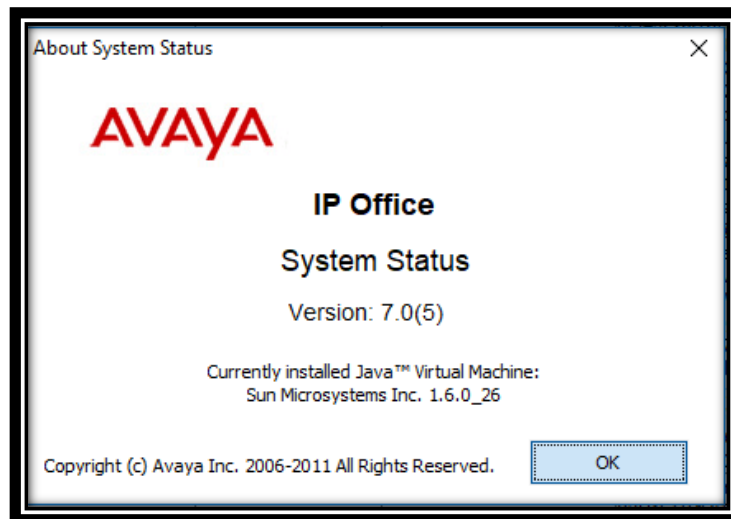 About System Status
AVAYA
IP Office
System Status
Version: 7.0(5)
Currently installed Java™ Virtual Machine:
Sun Microsystems Inc. 1.6.0_26
Copyright (c) Avaya Inc. 2006-2011 All Rights Reserved.
OK